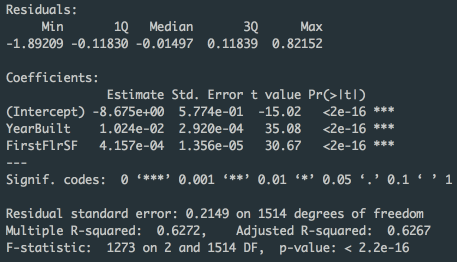 Residuals:
     Min       1Q   Median       3Q      Max
-1.89209 -0.11830 -0.01497  0.11839  0.82152

Coefficients:
              Estimate Std. Error t value Pr(>|t|)
(Intercept) -8.675e+00  5.774e-01  -15.02   <2e-16 ***
YearBuilt    1.024e-02  2.920e-04   35.08   <2e-16 ***
FirstFlrSF   4.157e-04  1.356e-05   30.67   <2e-16 ***
---
Signif. codes:  0 ‘***’ 0.001 ‘**’ 0.01 ‘*’ 0.05 ‘.’ 0.1 ‘ ’ 1

Residual standard error: 0.2149 on 1514 degrees of freedom
Multiple R-squared:  0.6272,    Adjusted R-squared:  0.6267
F-statistic:  1273 on 2 and 1514 DF,  p-value: < 2.2e-16